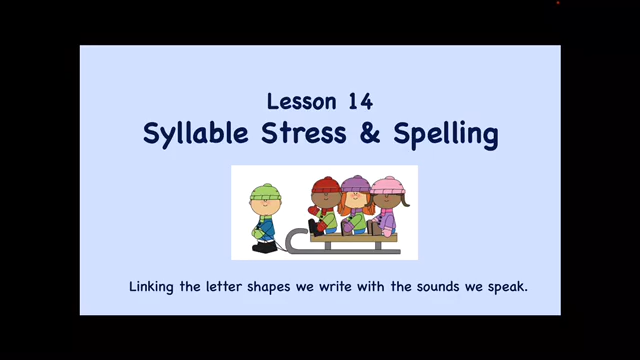 Lesson 14
Syllable Stress & Spelling
Linking the letter shapes we write with the sounds we speak.